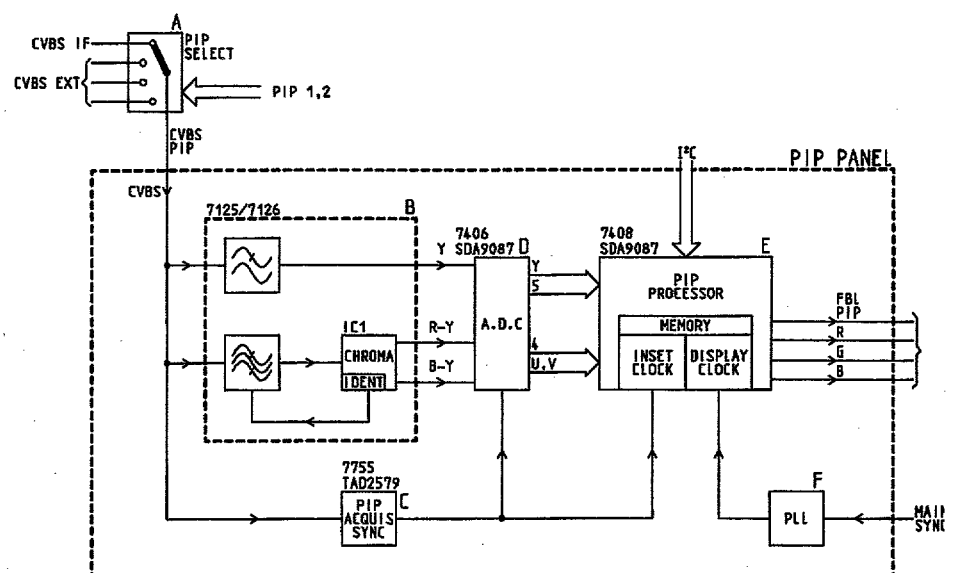 A
CVBS IF
PIP
SELECT
CVBS EXT
PIP 1,2
CVBS
PIP
I²C
PIP PANEL
CVBS
7125/7126
B
Y
7406
SDA9087 D
7408
SDA9087
E
Y
5
PIP
PROCESSOR
A.D.C
FBL
PIP
IC1
R-Y
MEMORY
R
CHROMA
4
INSET
CLOCK
DISPLAY
CLOCK
G
IDENT
B-Y
U.V
B
7755
TAD2579
C
PIP
ACQUIS
SYNC
F
PLL
MAIN
SYNC